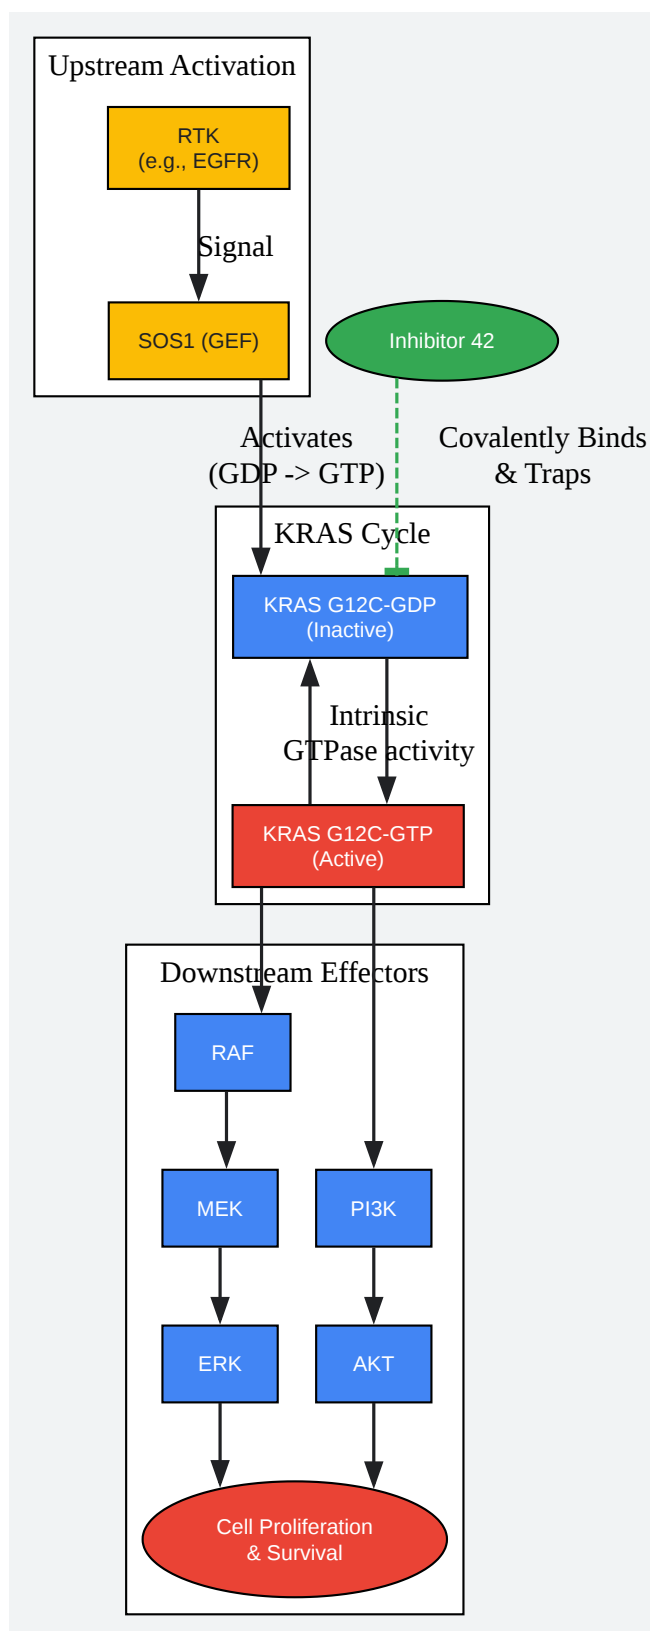 Upstream Activation
RTK
(e.g., EGFR)
Signal
SOS1 (GEF)
Inhibitor 42
Activates
(GDP -> GTP)
Covalently Binds
& Traps
KRAS Cycle
KRAS G12C-GDP
(Inactive)
Intrinsic
GTPase activity
KRAS G12C-GTP
(Active)
Downstream Effectors
RAF
MEK
PI3K
ERK
AKT
Cell Proliferation
& Survival